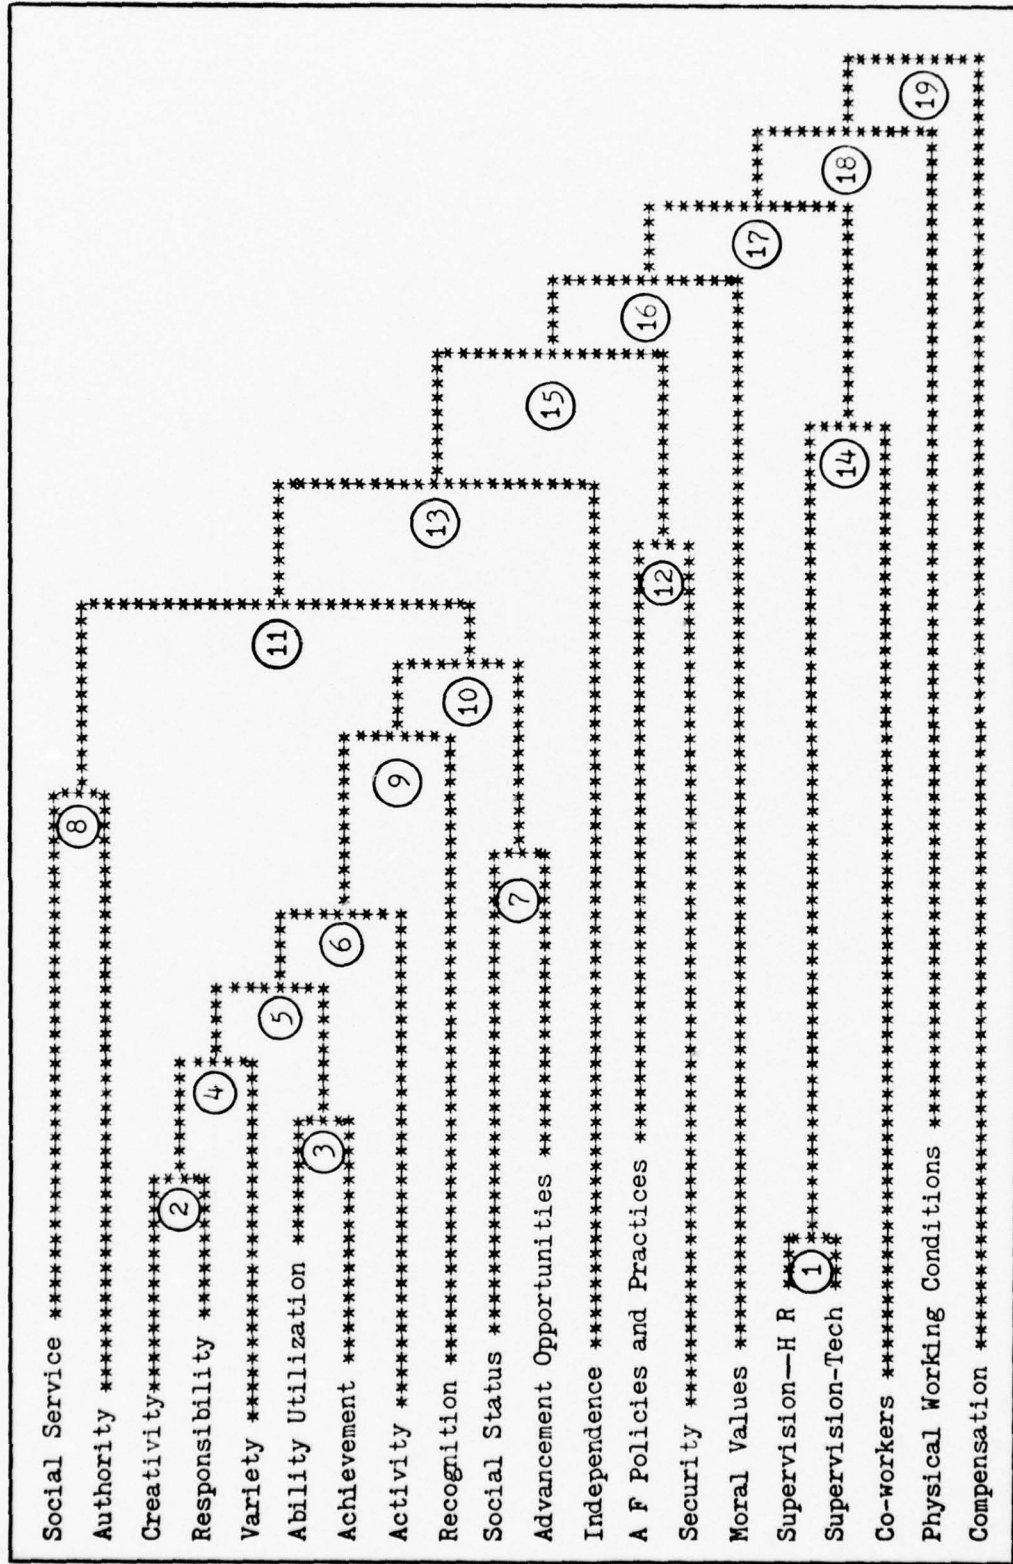 Social Service
Authority
Creativity
Responsibility
Variety
Ability Utilization
Achievement
Activity
Recognition
Social Status
Advancement Opportunities
Independence
A F Policies and Practices
Security
Moral Values
Supervision--H R
Supervision-Tech
Co-workers
Physical Working Conditions
Compensation
1
2
3
4
5
6
7
8
9
10
11
12
13
14
15
16
17
18
19